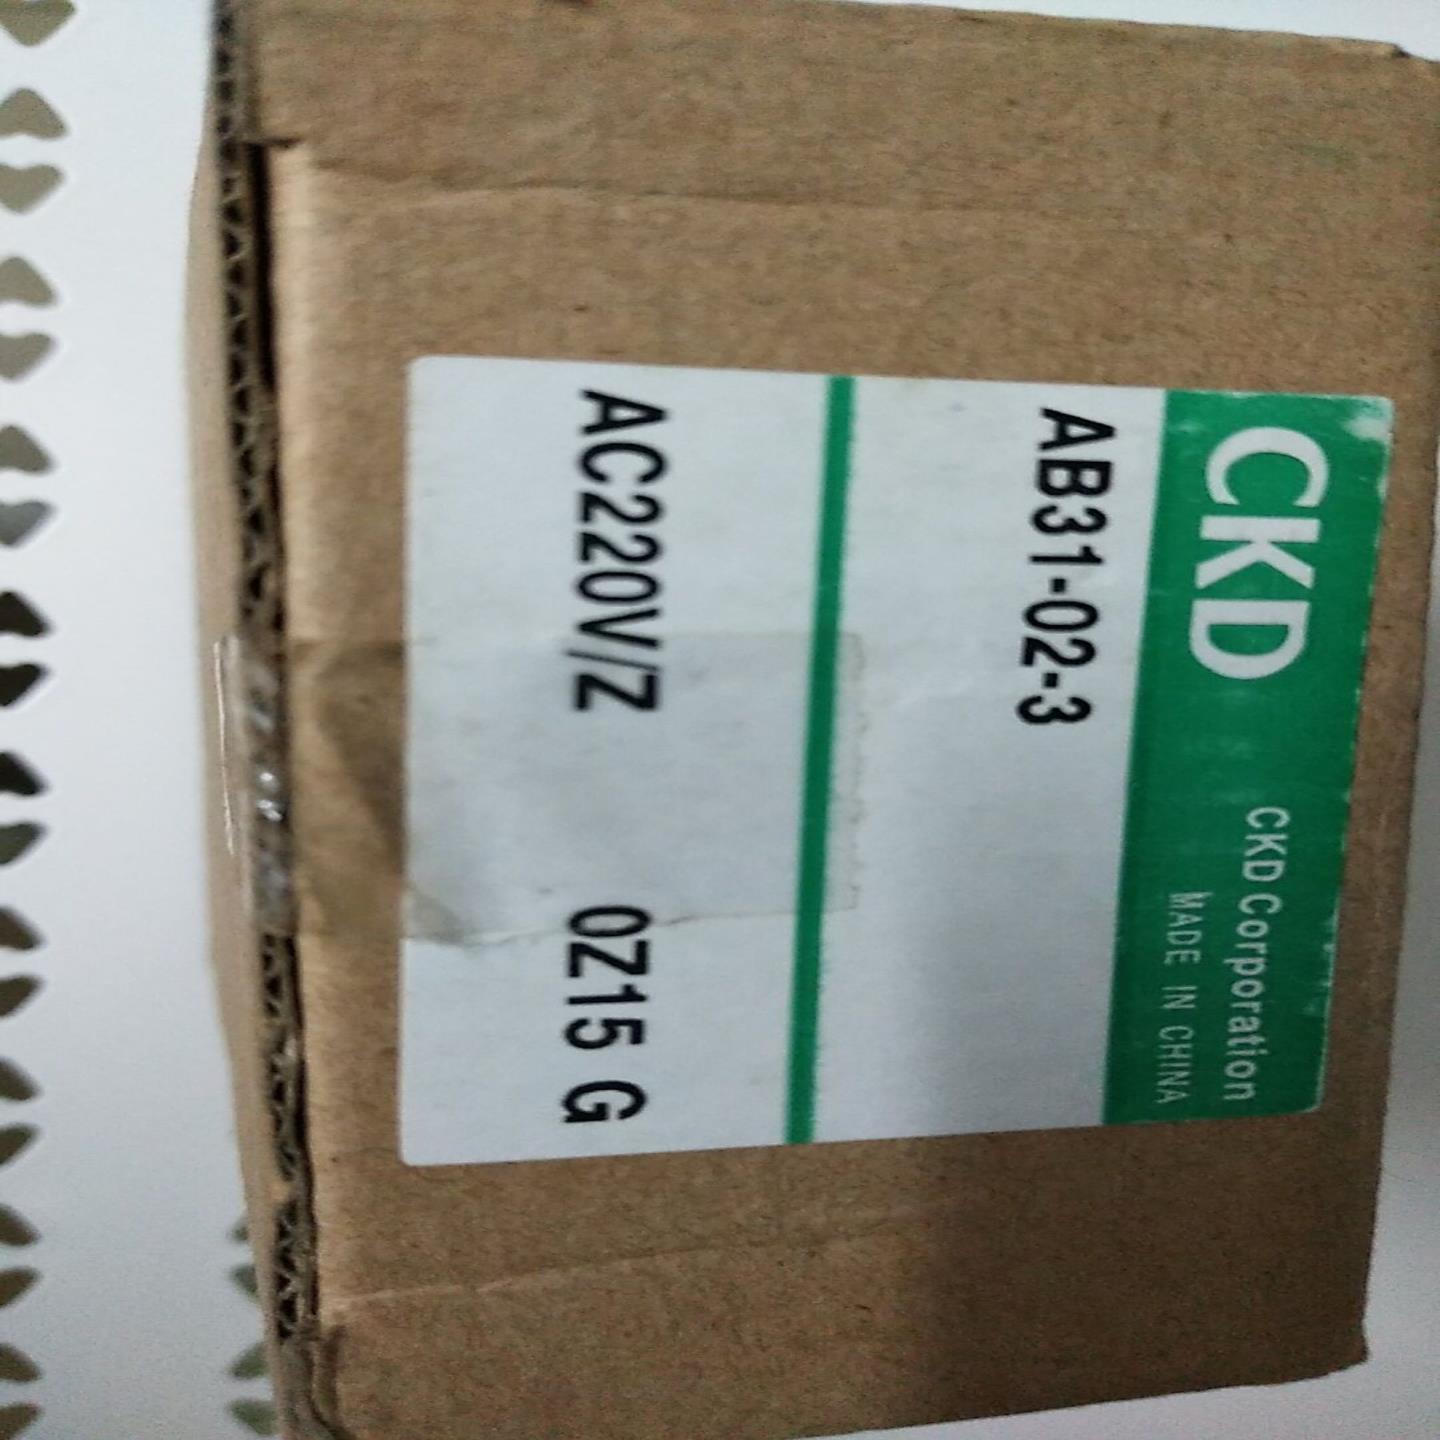 CKD
CKD Corporation
MADE IN CHINA
AB31-02-3
AC220V/Z 0Z15 G